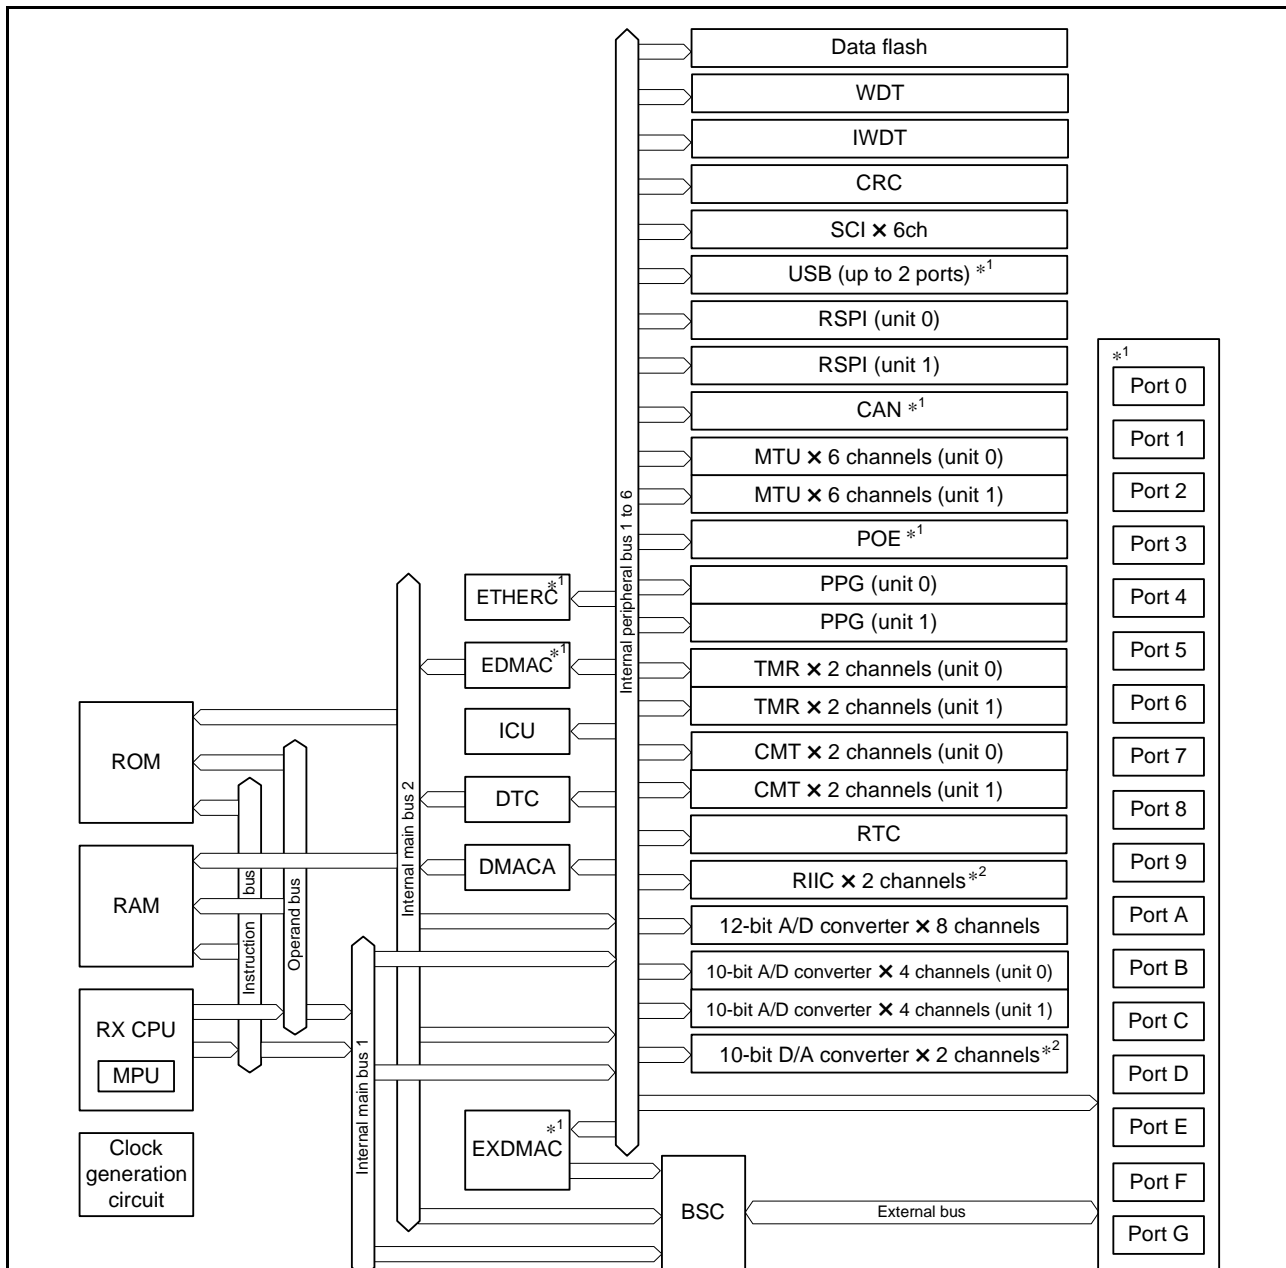 Data flash
WDT
IWDT
CRC
SCI × 6ch
USB (up to 2 ports) *1
RSPI (unit 0)
RSPI (unit 1)
CAN *1
MTU × 6 channels (unit 0)
MTU × 6 channels (unit 1)
POE *1
PPG (unit 0)
PPG (unit 1)
TMR × 2 channels (unit 0)
TMR × 2 channels (unit 1)
CMT × 2 channels (unit 0)
CMT × 2 channels (unit 1)
RTC
RIIC × 2 channels*2
12-bit A/D converter × 8 channels
10-bit A/D converter × 4 channels (unit 0)
10-bit A/D converter × 4 channels (unit 1)
10-bit D/A converter × 2 channels*2
*1
Port 0
Port 1
Port 2
Port 3
Port 4
Port 5
Port 6
Port 7
Port 8
Port 9
Port A
Port B
Port C
Port D
Port E
Port F
Port G
Internal peripheral bus 1 to 6
ETHERC*1
EDMAC*1
ICU
DTC
DMACA
EXDMAC*1
Internal main bus 2
Internal main bus 1
Operand bus
Instruction bus
ROM
RAM
RX CPU
MPU
Clock
generation
circuit
BSC
External bus